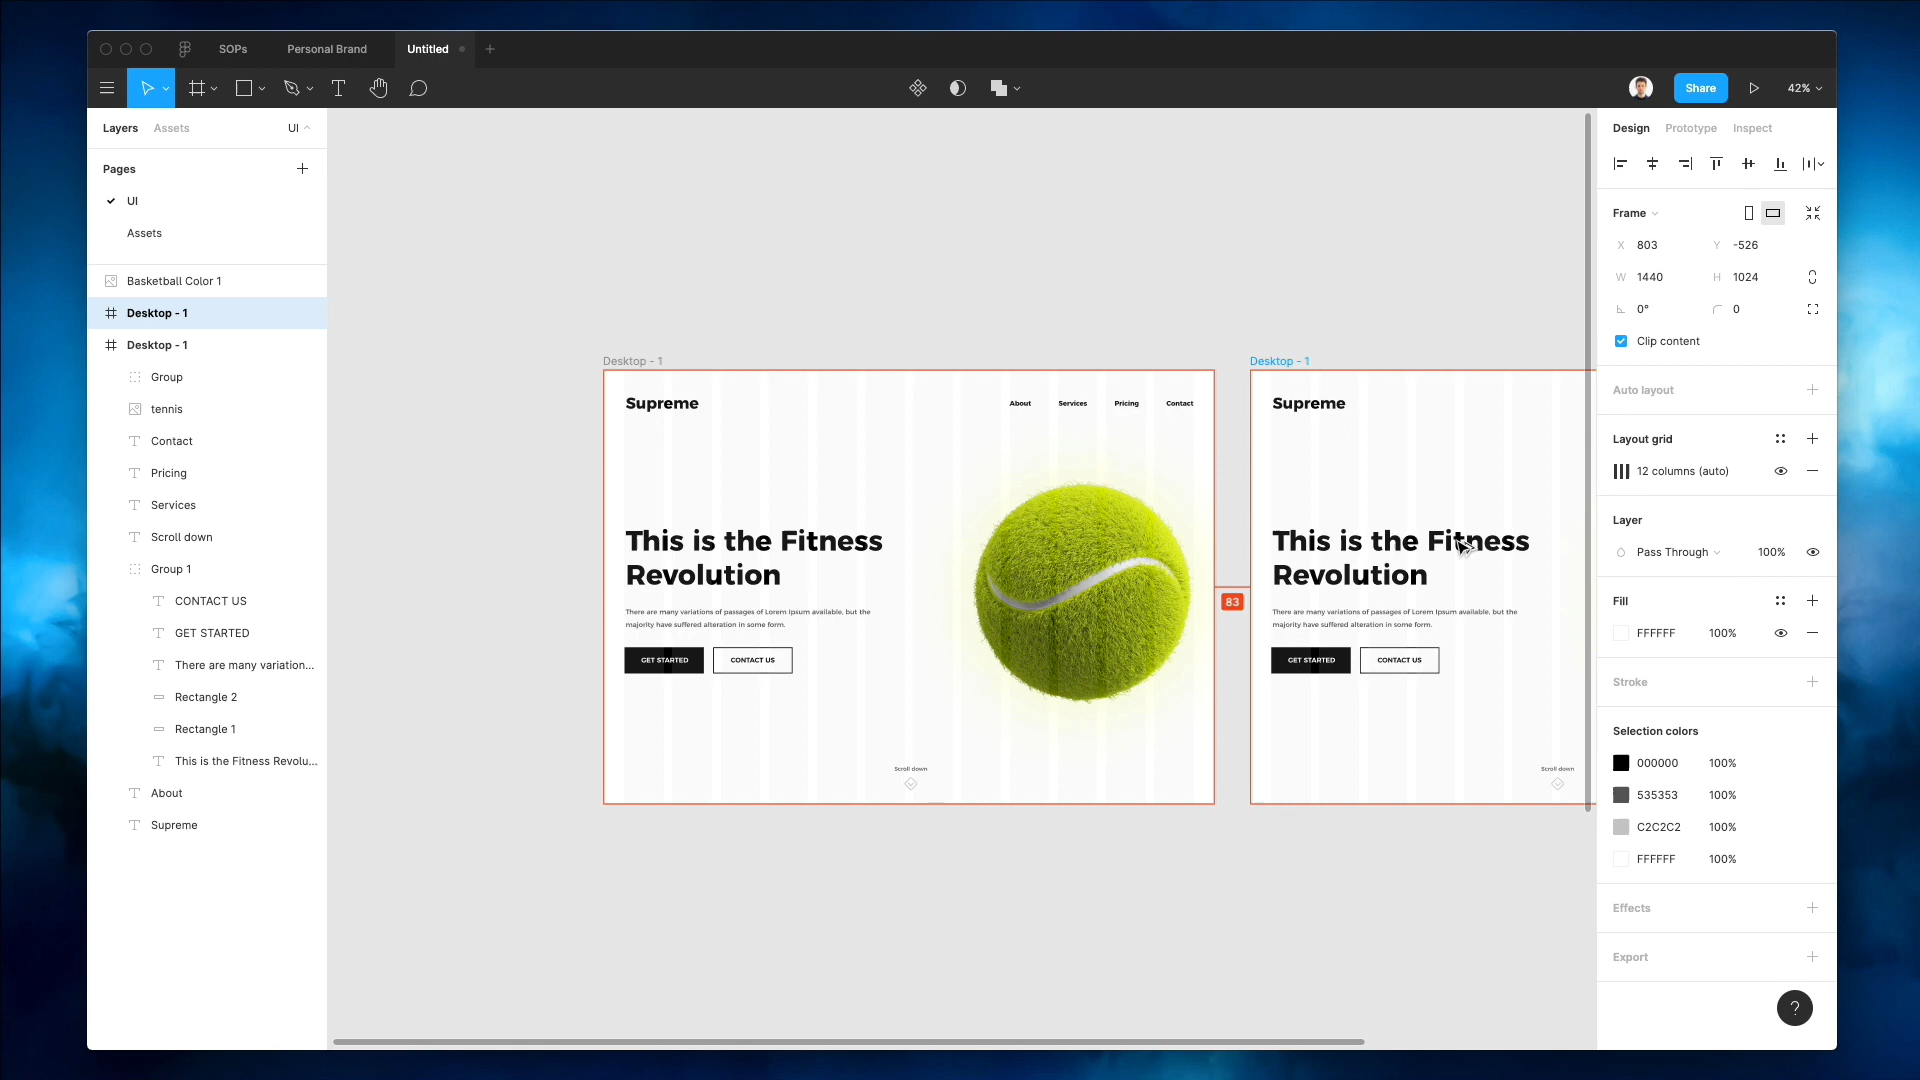 SOPs
Personal Brand
Untitled
Share
42%
Layers
Assets
UI
Pages
UI
Assets
Basketball Color 1
Desktop - 1
Desktop - 1
Group
tennis
Contact
Pricing
Services
Scroll down
Group 1
CONTACT US
GET STARTED
There are many variation...
Rectangle 2
Rectangle 1
This is the Fitness Revolu...
About
Supreme
Desktop - 1
Supreme
About
Services
Pricing
Contact
This is the Fitness
Revolution
There are many variations of passages of Lorem Ipsum available, but the
majority have suffered alteration in some form.
GET STARTED
CONTACT US
Scroll down
83
Desktop - 1
Supreme
This is the Fitness
Revolution
There are many variations of passages of Lorem Ipsum available, but the
majority have suffered alteration in some form.
GET STARTED
CONTACT US
Scroll down
Design
Prototype
Inspect
Frame
X 803
Y -526
W 1440
H 1024
0°
0
Clip content
Auto layout
Layout grid
12 columns (auto)
Layer
Pass Through
100%
Fill
FFFFFF 100%
Stroke
Selection colors
000000 100%
535353 100%
C2C2C2 100%
FFFFFF 100%
Effects
Export
?